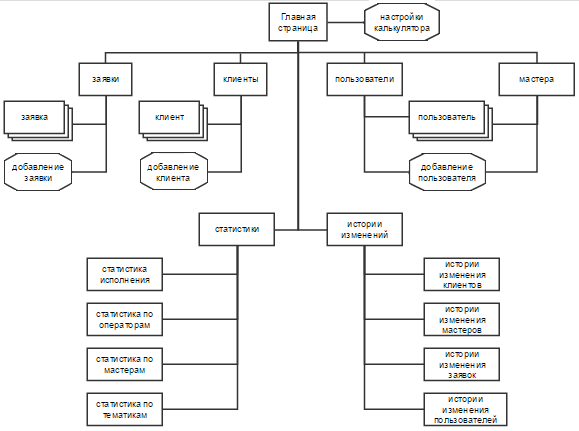 Главная
страница
настройки
калькулятора
заявки
клиенты
пользователи
мастера
заявка
клиент
пользователь
добавление
заявки
добавление
клиента
добавление
пользователя
статистики
истории
изменений
статистика
исполнения
истории
изменения
клиентов
статистика по
операторам
истории
изменения
мастеров
статистика по
мастерам
истории
изменения
заявок
статистика по
тематикам
истории
изменения
пользователей